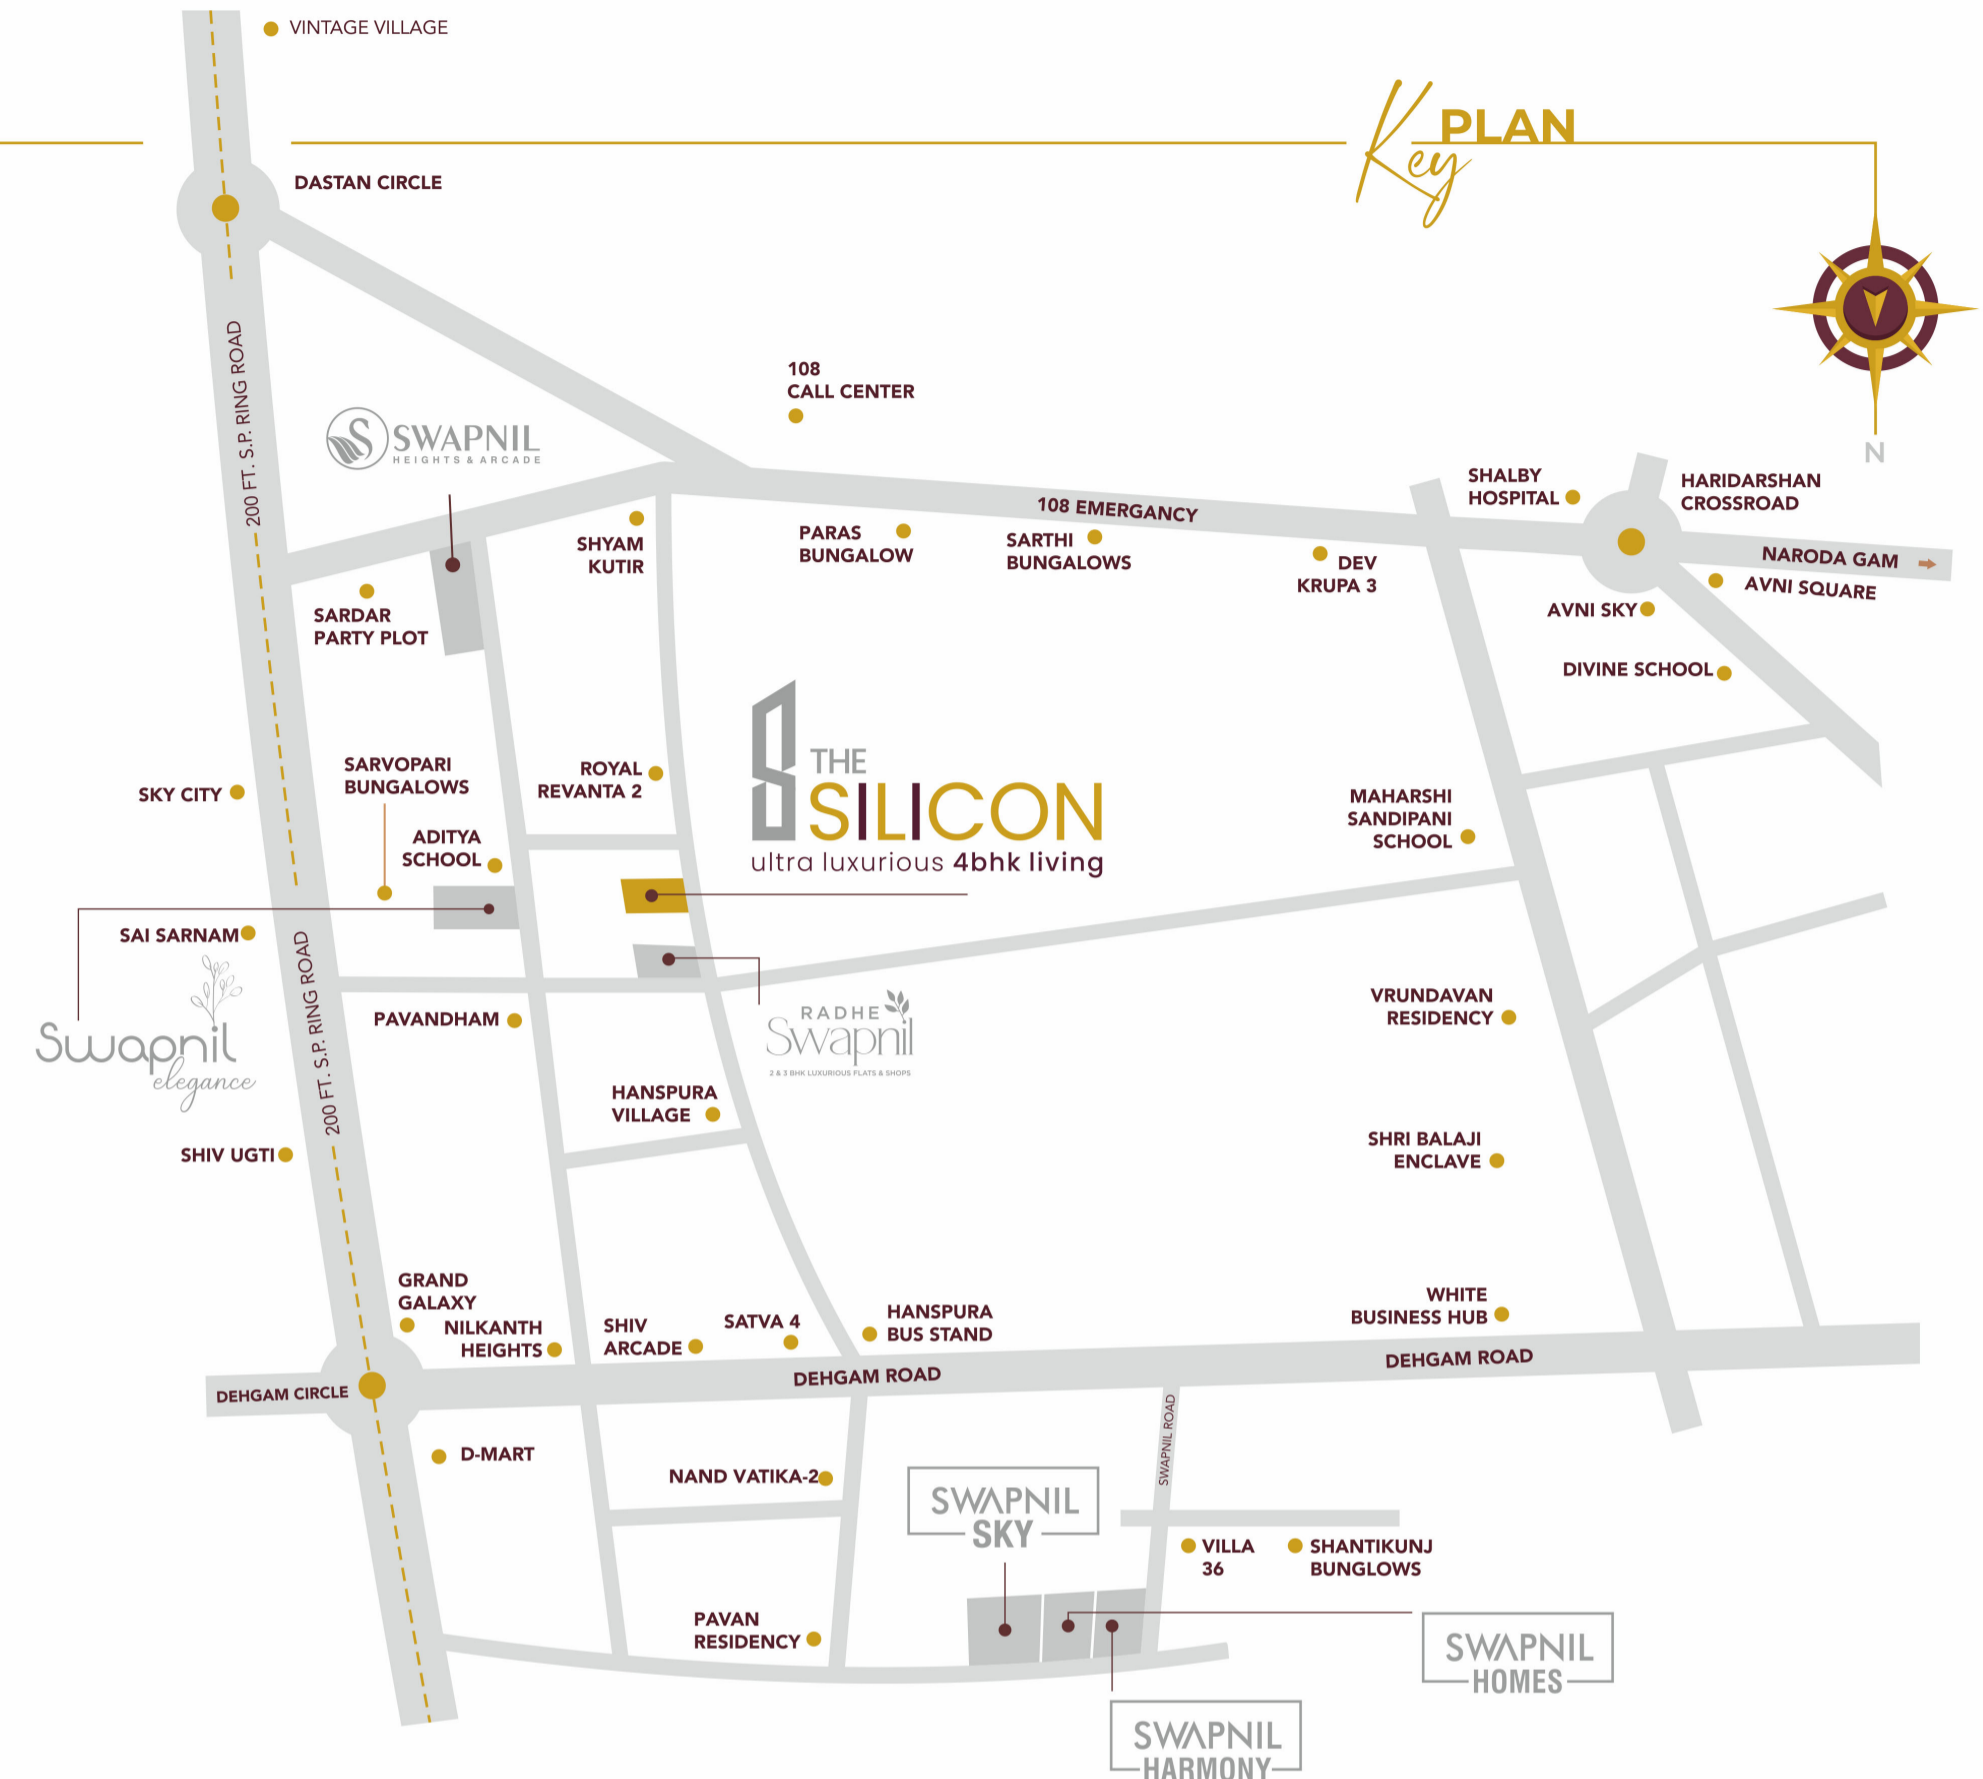 VINTAGE VILLAGE
Key PLAN
DASTAN CIRCLE
200 FT. S.P. RING ROAD
108
CALL CENTER
SWAPNIL
HEIGHTS & ARCADE
N
SHALBY
HOSPITAL
HARIDARSHAN
CROSSROAD
108 EMERGANCY
SHYAM
KUTIR
PARAS
BUNGALOW
SARTHI
BUNGALOWS
DEV
KRUPA 3
NARODA GAM
AVNI SQUARE
AVNI SKY
SARDAR
PARTY PLOT
DIVINE SCHOOL
SKY CITY
SARVOPARI
BUNGALOWS
ROYAL
REVANTA 2
THE
SILICON
ultra luxurious 4bhk living
MAHARSHI
SANDIPANI
SCHOOL
ADITYA
SCHOOL
SAI SARNAM
200 FT. S.P. RING ROAD
PAVANDHAM
Swapnil
elegance
RADHE
Swapnil
2 & 3 BHK LUXURIOUS FLATS & SHOPS
VRUNDAVAN
RESIDENCY
HANSPURA
VILLAGE
SHIV UGTI
SHRI BALAJI
ENCLAVE
GRAND
GALAXY
NILKANTH
HEIGHTS
SHIV
ARCADE
SATVA 4
HANSPURA
BUS STAND
WHITE
BUSINESS HUB
DEHGAM CIRCLE
DEHGAM ROAD
DEHGAM ROAD
D-MART
NAND VATIKA-2
SWAPNIL ROAD
SWAPNIL
SKY
VILLA
36
SHANTIKUNJ
BUNGLOWS
PAVAN
RESIDENCY
SWAPNIL
HOMES
SWAPNIL
HARMONY